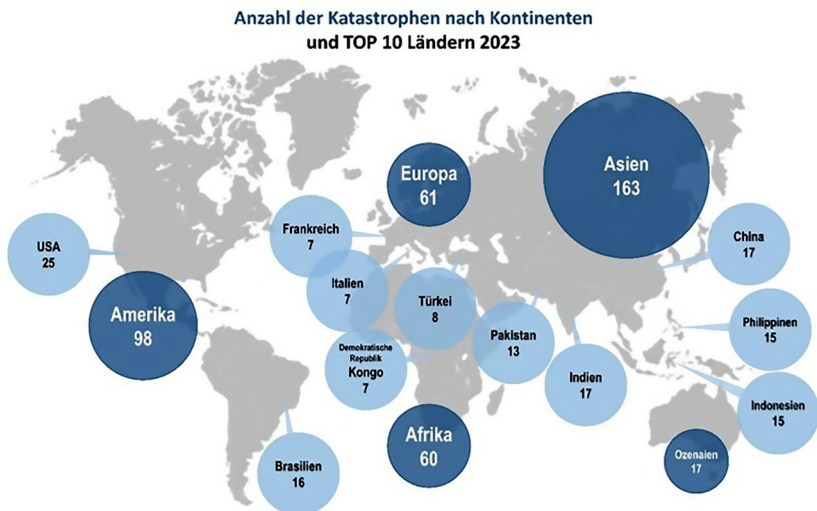 Anzahl der Katastrophen nach Kontinenten
und TOP 10 Ländern 2023
Europa
61
Asien
163
Frankreich
7
USA
25
China
17
Italien
7
Türkei
8
Amerika
98
Pakistan
13
Philippinen
15
Demokratische
Republik
Kongo
7
Indien
17
Indonesien
15
Afrika
60
Ozenaien
17
Brasilien
16